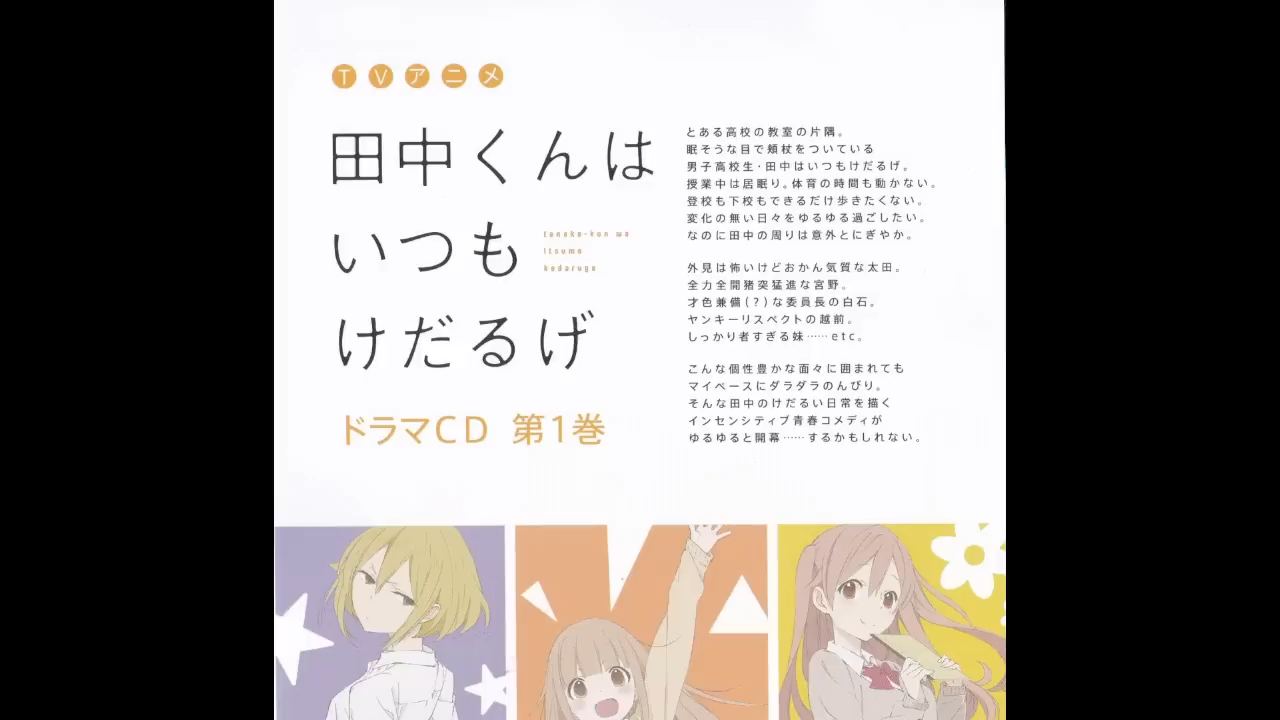 TVアニメ
田中くんは
いつも
けだるげ
tanaka-kun wa
itsumo
kedaruge
ドラマCD 第1巻
とある高校の教室の片隅。
眠そうな目で頬杖をついている
男子高校生・田中はいつもけだるげ。
授業中は居眠り。体育の時間も動かない。
登校も下校もできるだけ歩きたくない。
変化の無い日々をゆるゆる過ごしたい。
なのに田中の周りは意外とにぎやか。
外見は怖いけどおかん気質な太田。
全力全開猪突猛進な宮野。
才色兼備(?)な委員長の白石。
ヤンキーリスペクトの越前。
しっかり者すぎる妹……etc。
こんな個性豊かな面々に囲まれても
マイペースにダラダラのんびり。
そんな田中のけだるい日常を描く
インセンシティブ青春コメディが
ゆるゆると開幕……するかもしれない。